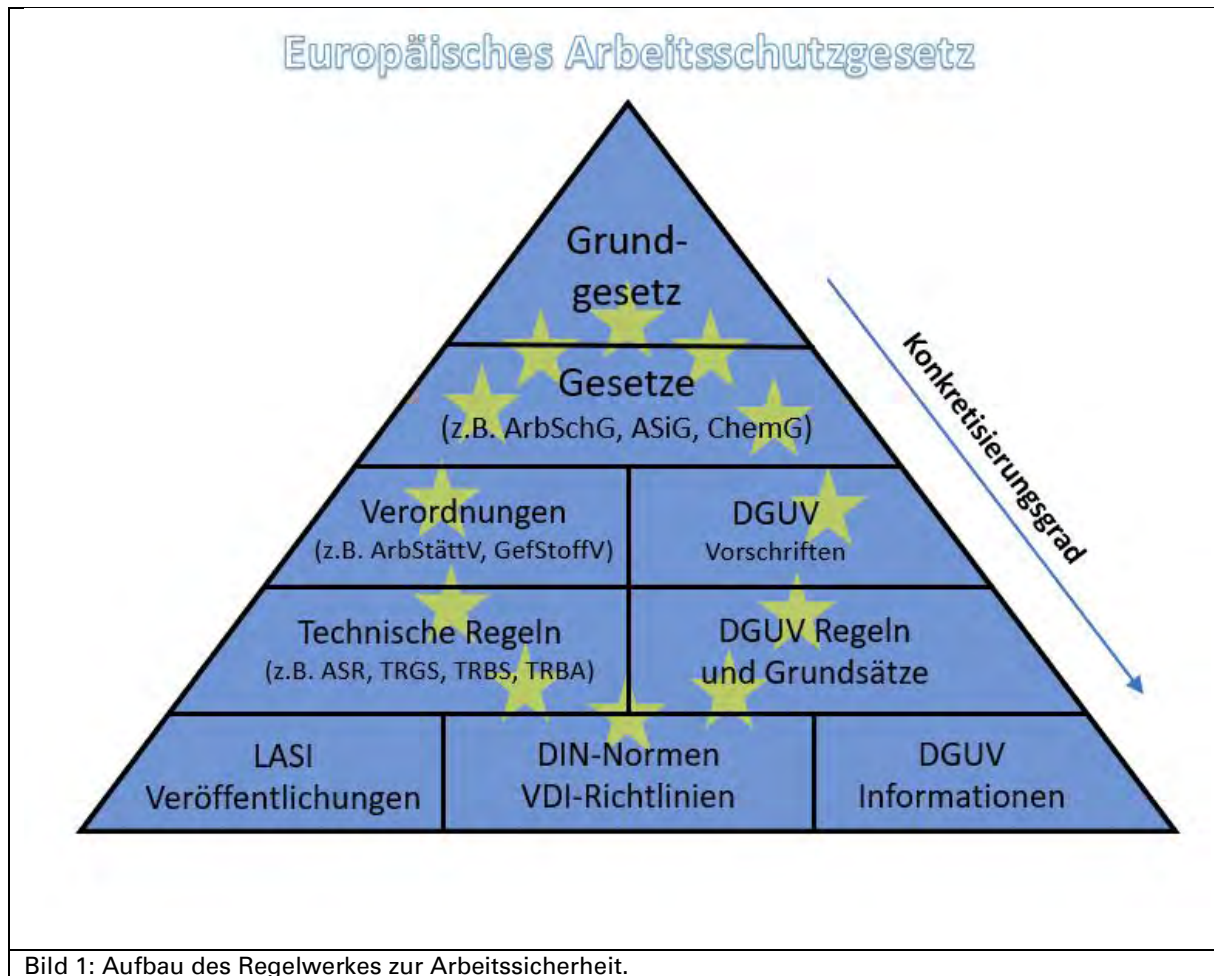 Europäisches Arbeitsschutzgesetz
Grund-
gesetz
Gesetze
(z.B. ArbSchG, ASiG, ChemG)
Verordnungen
(z.B. ArbStättV, GefStoffV)
DGUV
Vorschriften
Technische Regeln
(z.B. ASR, TRGS, TRBS, TRBA)
DGUV Regeln
und Grundsätze
LASI
Veröffentlichungen
DIN-Normen
VDI-Richtlinien
DGUV
Informationen
Konkretisierungsgrad
Bild 1: Aufbau des Regelwerkes zur Arbeitssicherheit.